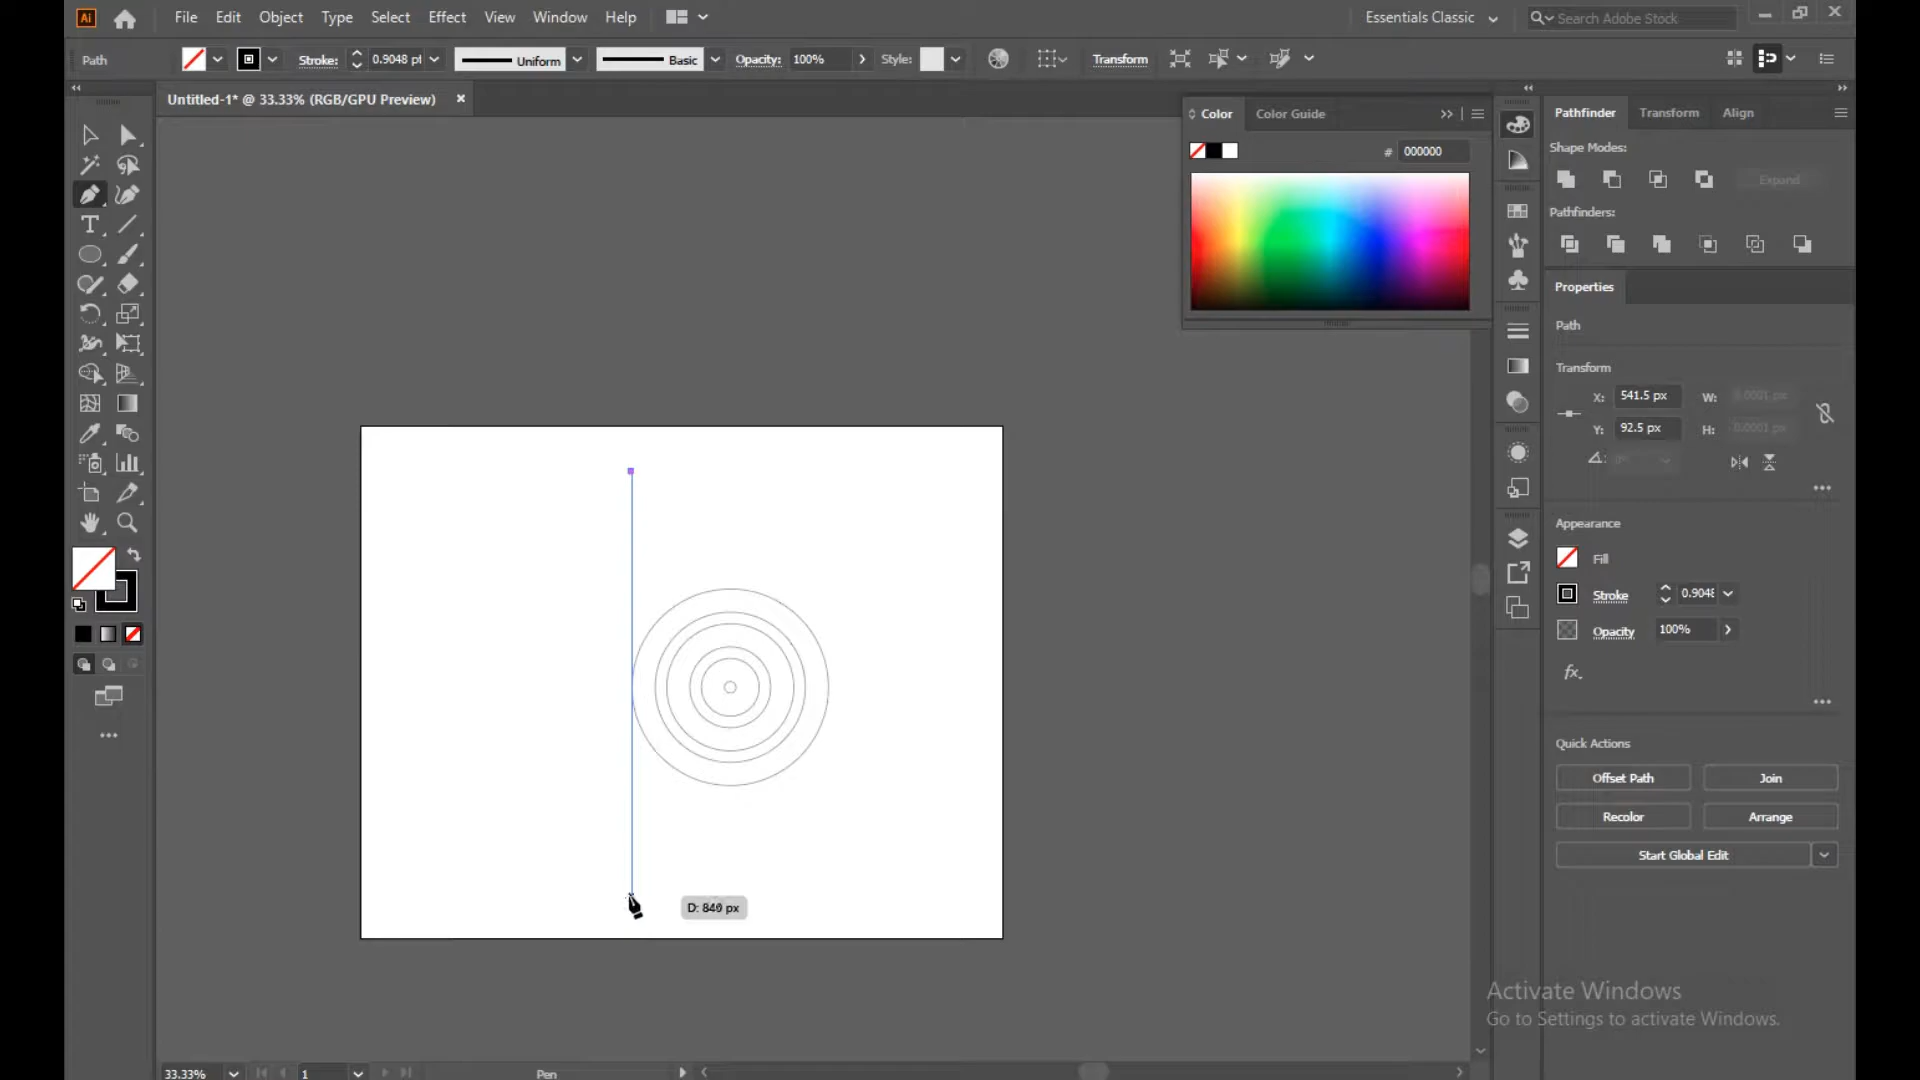 Ai File Edit Object Type Select Effect View Window Help Essentials Classic Search Adobe Stock
Path Stroke: 0.9048 pt Uniform Basic Opacity: 100% Style: Transform
Untitled-1* @ 33.33% (RGB/GPU Preview)
Color Color Guide
# 000000
Pathfinder Transform Align
Shape Modes:
Expand
Pathfinders:
Properties
Path
Transform
X: 541.5 px W: 0.0001 px
Y: 92.5 px H: 0.0001 px
0°
Appearance
Fill
Stroke 0.9048
Opacity 100%
fx.
Quick Actions
Offset Path Join
Recolor Arrange
Start Global Edit
D: 840 px
Activate Windows
Go to Settings to activate Windows.
33.33% 1 Pen